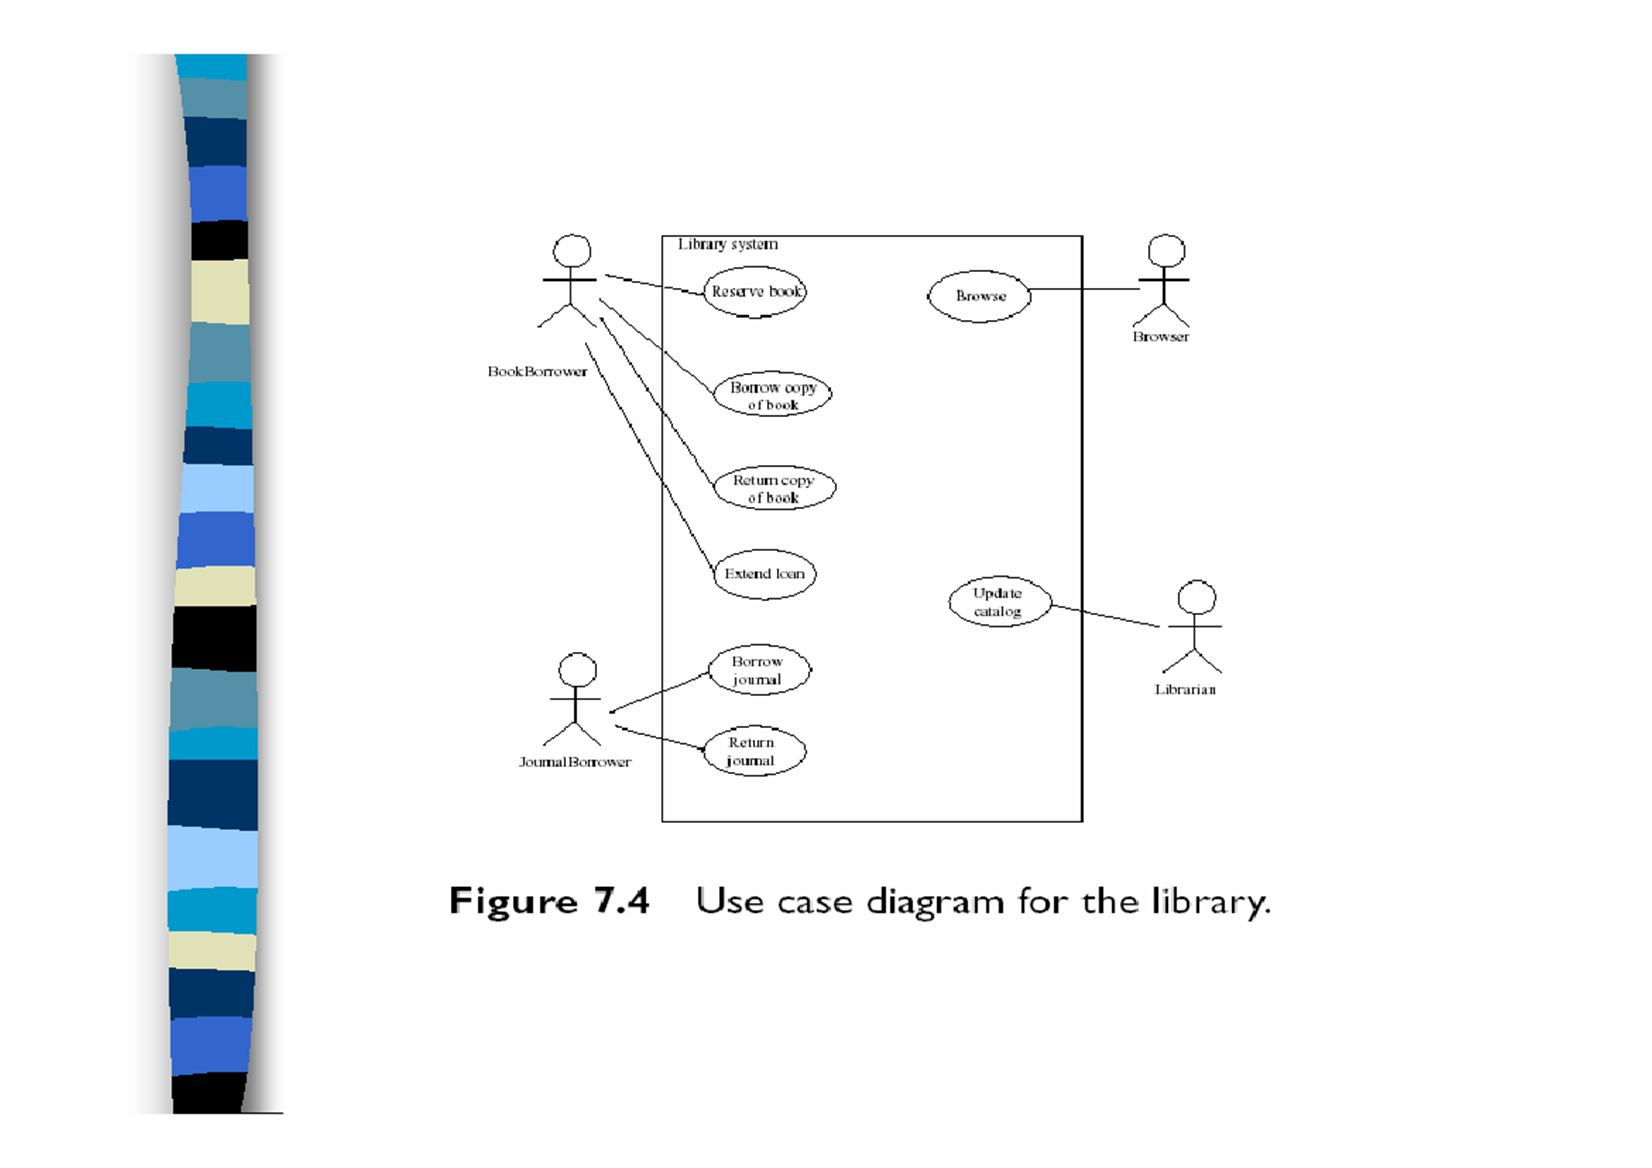 Library system
Reserve book
Browse
Browser
BookBorrower
Borrow copy
of book
Return copy
of book
Extend loan
Update
catalog
Librarian
Borrow
journal
Return
journal
JournalBorrower
Figure 7.4 Use case diagram for the library.